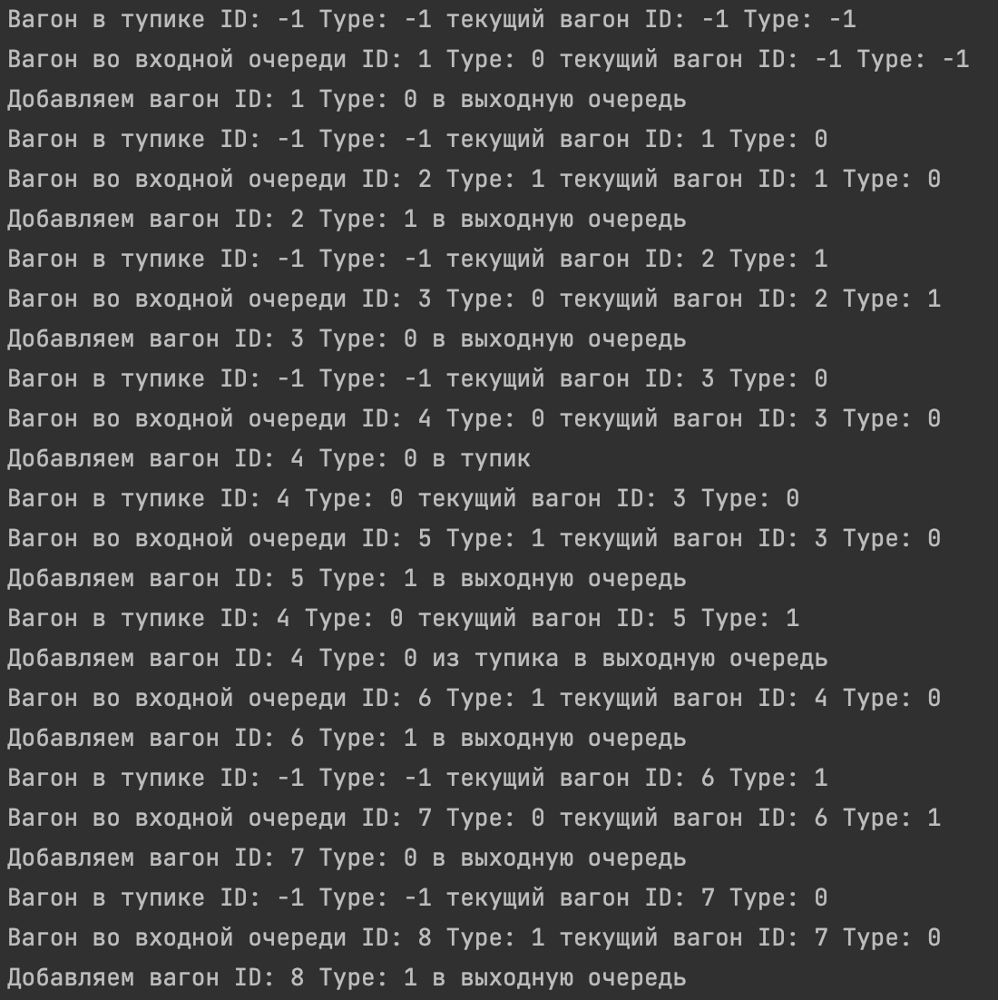 Вагон в тупике ID: -1 Type: -1 текущий вагон ID: -1 Type: -1
Вагон во входной очереди ID: 1 Type: 0 текущий вагон ID: -1 Type: -1
Добавляем вагон ID: 1 Type: 0 в выходную очередь
Вагон в тупике ID: -1 Type: -1 текущий вагон ID: 1 Type: 0
Вагон во входной очереди ID: 2 Type: 1 текущий вагон ID: 1 Type: 0
Добавляем вагон ID: 2 Type: 1 в выходную очередь
Вагон в тупике ID: -1 Type: -1 текущий вагон ID: 2 Type: 1
Вагон во входной очереди ID: 3 Type: 0 текущий вагон ID: 2 Type: 1
Добавляем вагон ID: 3 Type: 0 в выходную очередь
Вагон в тупике ID: -1 Type: -1 текущий вагон ID: 3 Type: 0
Вагон во входной очереди ID: 4 Type: 0 текущий вагон ID: 3 Type: 0
Добавляем вагон ID: 4 Type: 0 в тупик
Вагон в тупике ID: 4 Type: 0 текущий вагон ID: 3 Type: 0
Вагон во входной очереди ID: 5 Type: 1 текущий вагон ID: 3 Type: 0
Добавляем вагон ID: 5 Type: 1 в выходную очередь
Вагон в тупике ID: 4 Type: 0 текущий вагон ID: 5 Type: 1
Добавляем вагон ID: 4 Type: 0 из тупика в выходную очередь
Вагон во входной очереди ID: 6 Type: 1 текущий вагон ID: 4 Type: 0
Добавляем вагон ID: 6 Type: 1 в выходную очередь
Вагон в тупике ID: -1 Type: -1 текущий вагон ID: 6 Type: 1
Вагон во входной очереди ID: 7 Type: 0 текущий вагон ID: 6 Type: 1
Добавляем вагон ID: 7 Type: 0 в выходную очередь
Вагон в тупике ID: -1 Type: -1 текущий вагон ID: 7 Type: 0
Вагон во входной очереди ID: 8 Type: 1 текущий вагон ID: 7 Type: 0
Добавляем вагон ID: 8 Type: 1 в выходную очередь